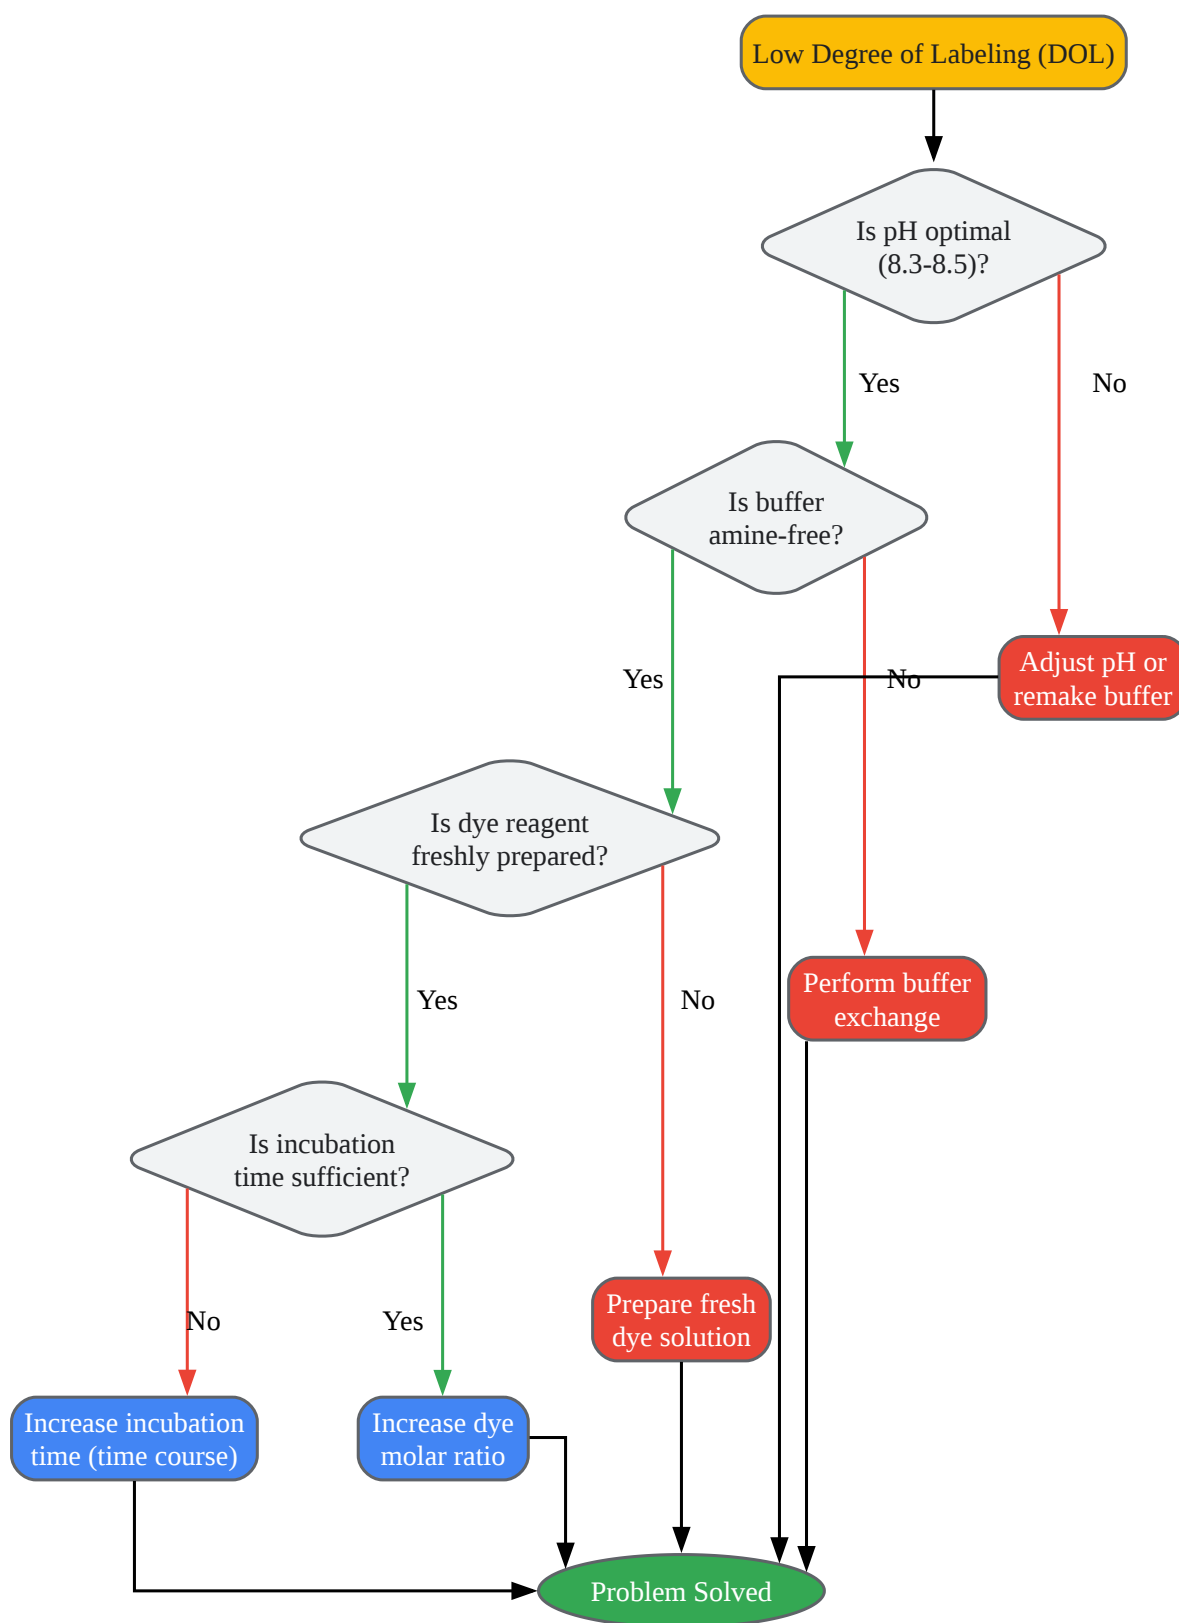 Low Degree of Labeling (DOL)
Is pH optimal
(8.3-8.5)?
Yes
No
Is buffer
amine-free?
Yes
No
Adjust pH or
remake buffer
Is dye reagent
freshly prepared?
Yes
No
Perform buffer
exchange
Is incubation
time sufficient?
No
Yes
Prepare fresh
dye solution
Increase incubation
time (time course)
Increase dye
molar ratio
Problem Solved